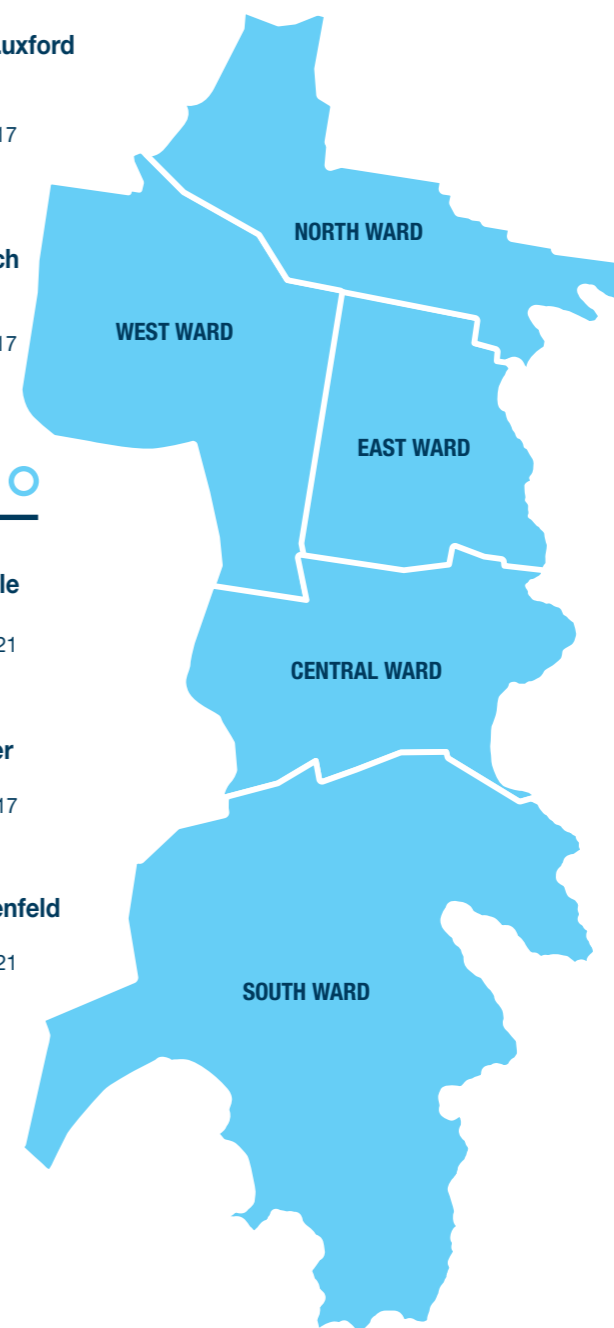 uxford
17
ch
17
le
21
er
17
enfeld
21
NORTH WARD
WEST WARD
EAST WARD
CENTRAL WARD
SOUTH WARD